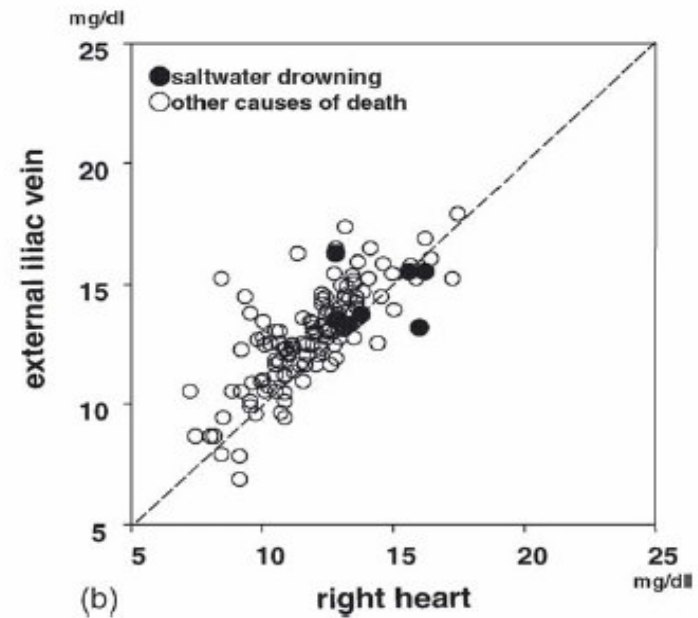 mg/dl
25
●saltwater drowning
○other causes of death
20
external iliac vein
15
10
5
5 10 15 20 25
mg/dll
(b) right heart